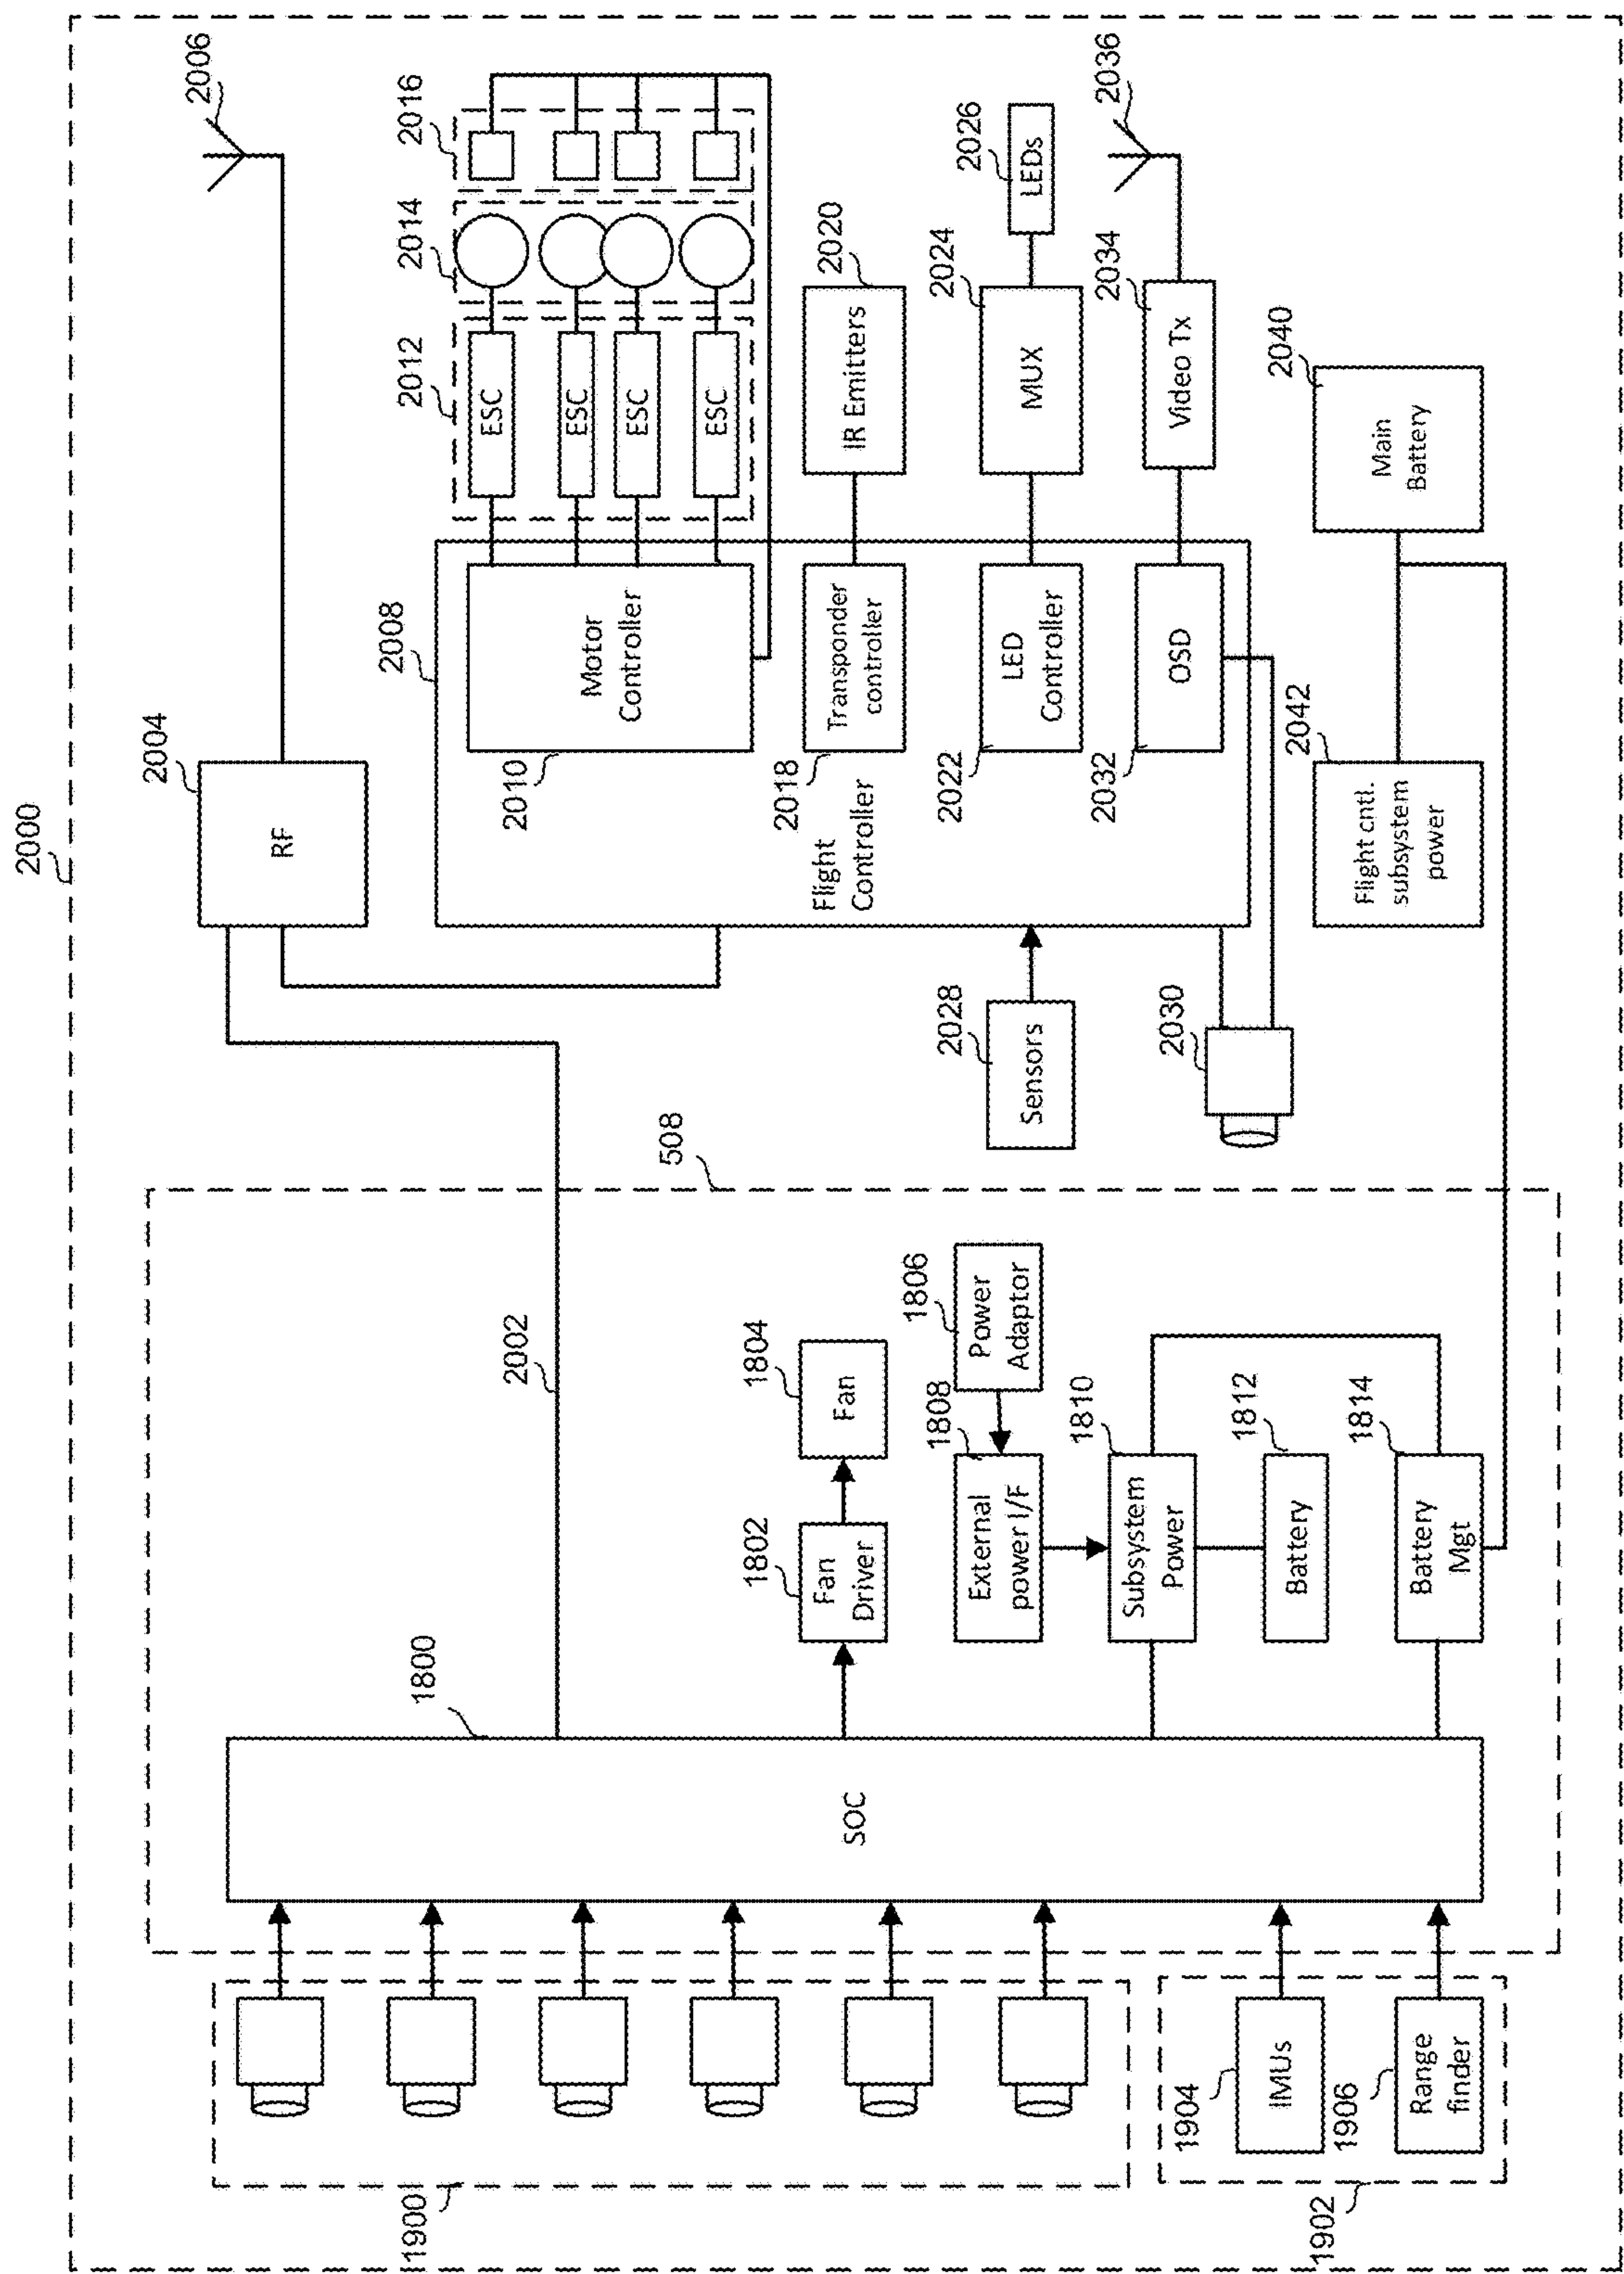 2000
2006
2004
RF
2016
2014
2012
ESC
ESC
ESC
ESC
2008
Motor
Controller
2010
2020
IR Emitters
Transponder
controller
2018
Flight
Controller
2026
LEDs
2024
MUX
LED
Controller
2022
2036
2034
Video Tx
OSD
2032
2040
Main
Battery
2042
Flight cntl.
subsystem
power
2028
Sensors
2030
508
2002
1804
Fan
1802
Fan
Driver
1806
Power
Adaptor
1808
External
power I/F
1810
Subsystem
Power
1812
Battery
1814
Battery
Mgt
1800
SOC
1900
1904
IMUs
1906
Range
finder
1902